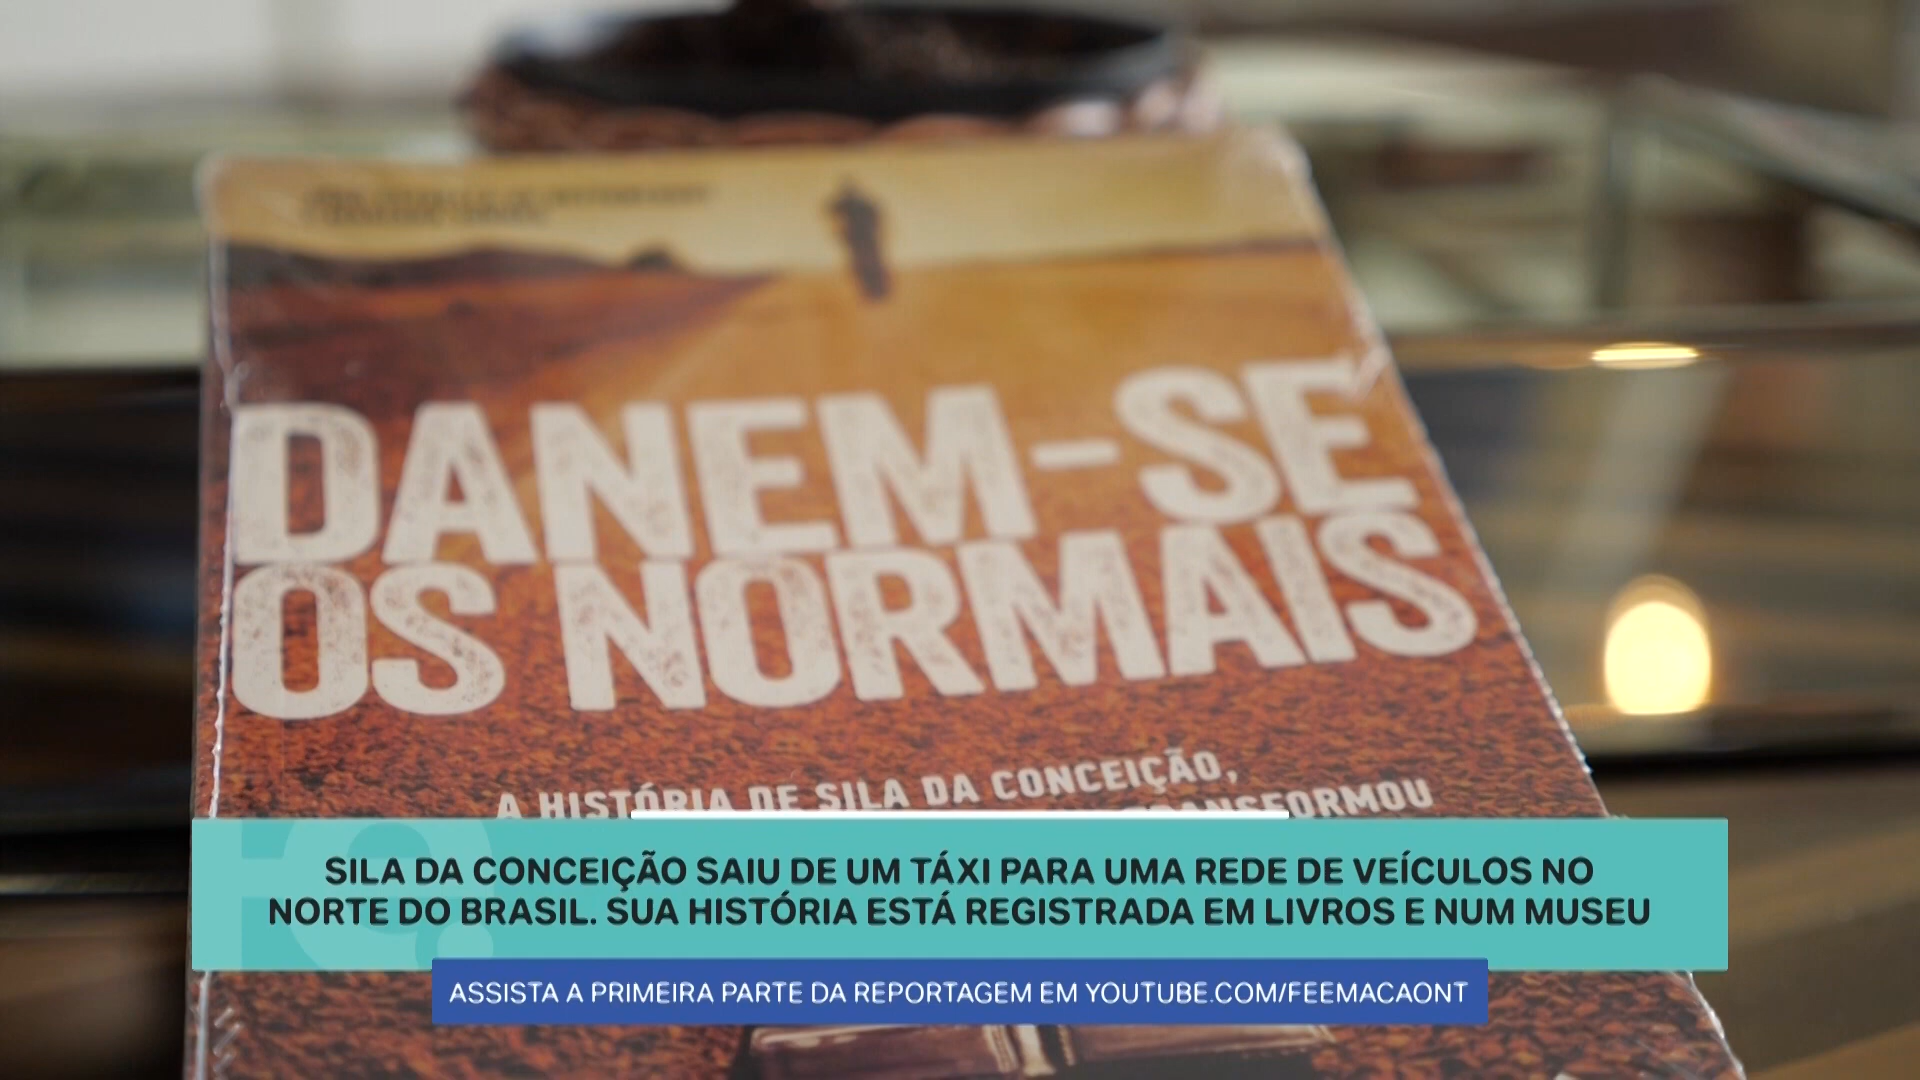 DANEM-SE
OS NORMAIS
A HISTÓRIA DE SILA DA CONCEIÇÃO,
TRANSFORMOU
SILA DA CONCEIÇÃO SAIU DE UM TÁXI PARA UMA REDE DE VEÍCULOS NO
NORTE DO BRASIL. SUA HISTÓRIA ESTÁ REGISTRADA EM LIVROS E NUM MUSEU
ASSISTA A PRIMEIRA PARTE DA REPORTAGEM EM YOUTUBE.COM/FEEMACAONT